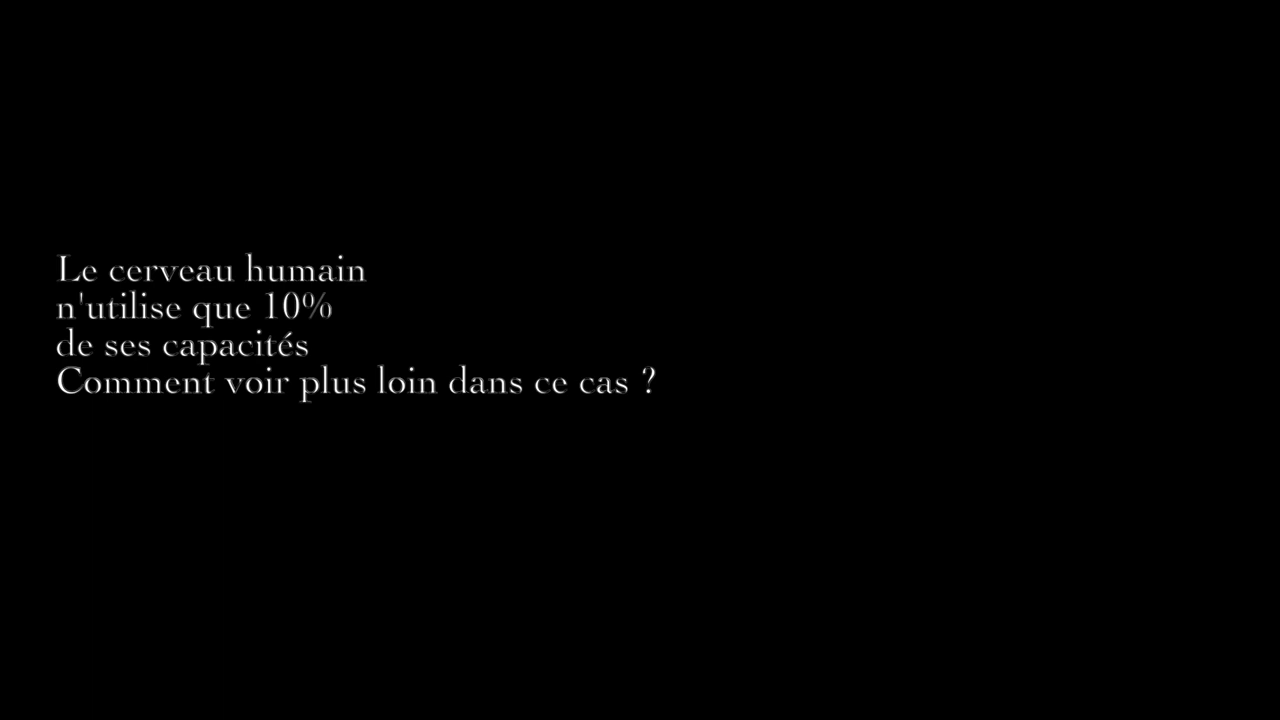 Le cerveau humain
n'utilise que 10%
de ses capacités
Comment voir plus loin dans ce cas ?